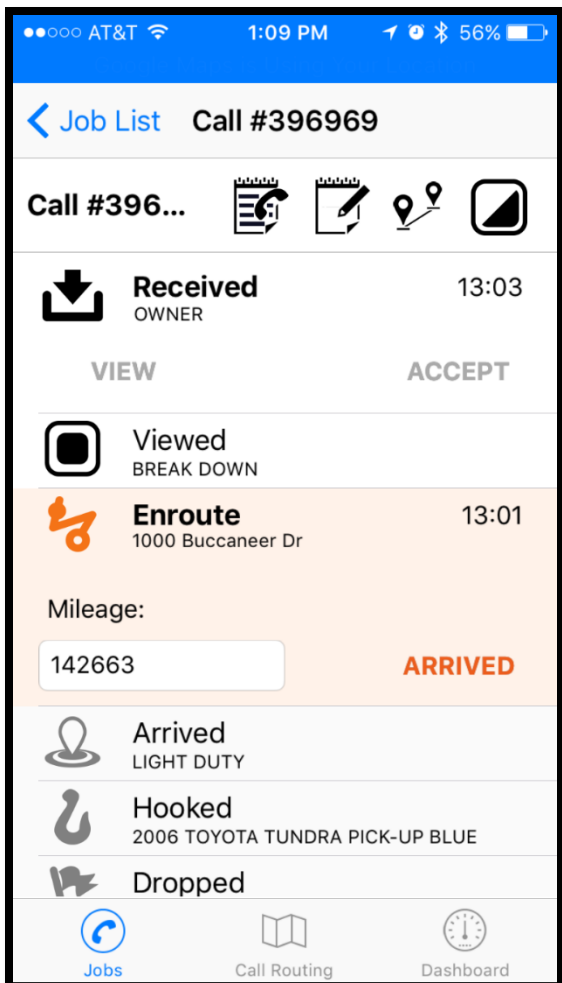 AT&T 1:09 PM 56%
Job List Call #396969
Call #396...
Received 13:03
OWNER
VIEW ACCEPT
Viewed
BREAK DOWN
Enroute 13:01
1000 Buccaneer Dr
Mileage:
142663 ARRIVED
Arrived
LIGHT DUTY
Hooked
2006 TOYOTA TUNDRA PICK-UP BLUE
Dropped
Jobs Call Routing Dashboard